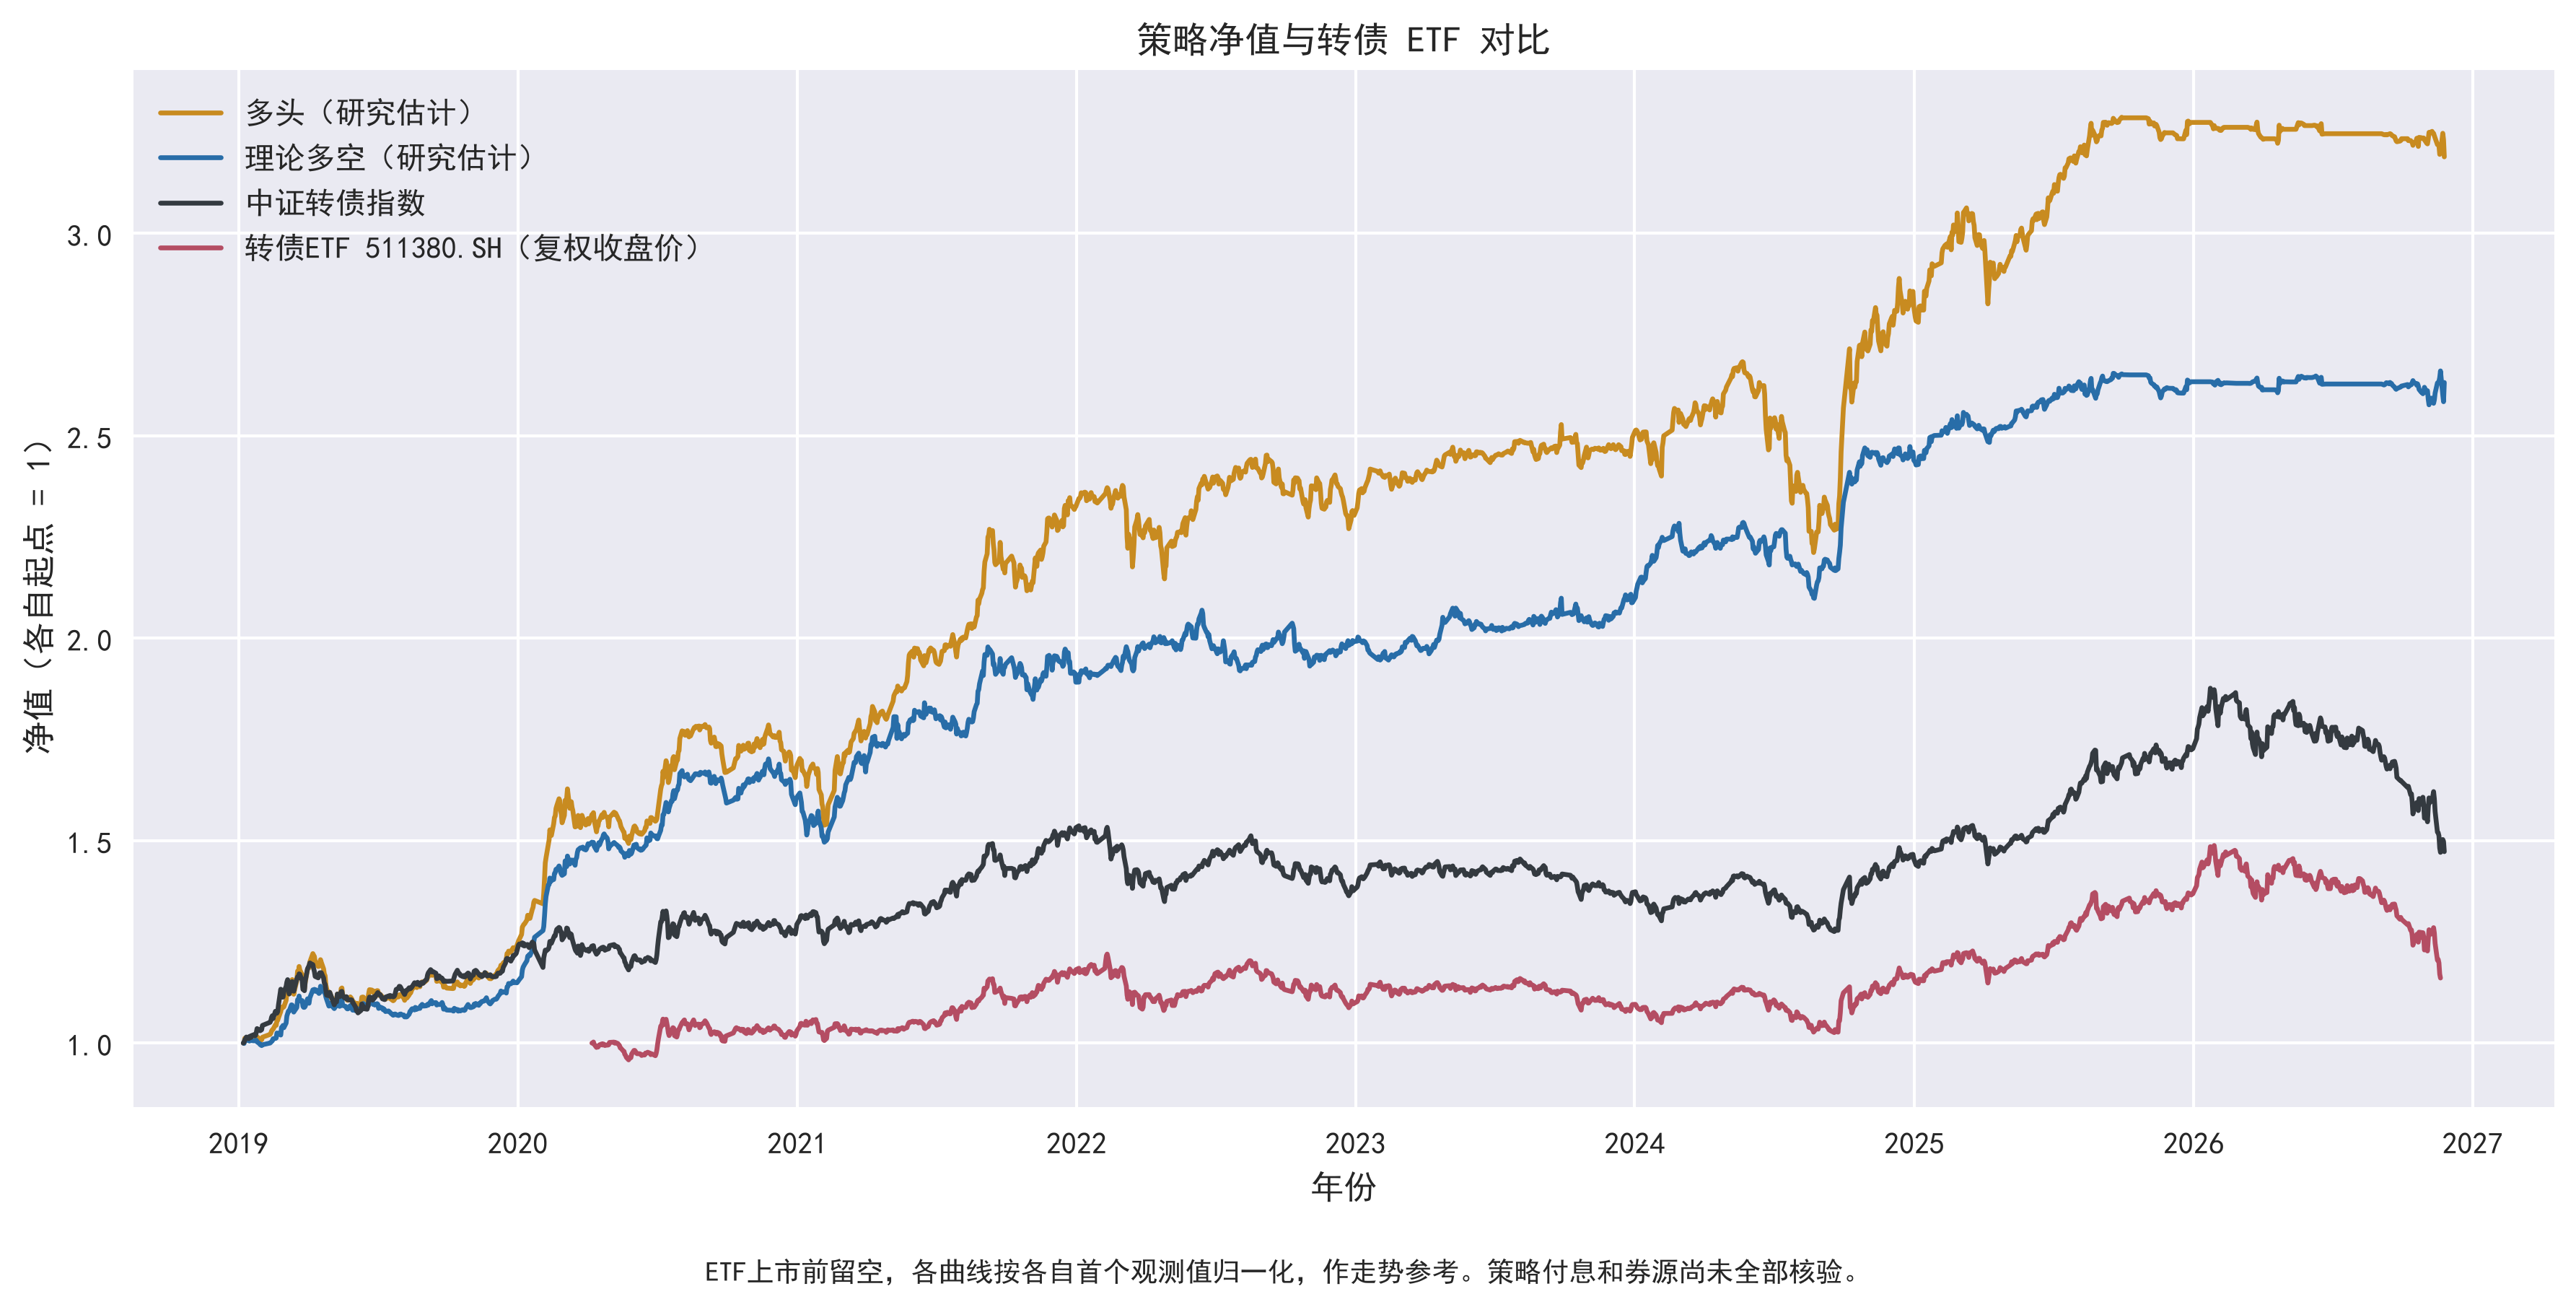 策略净值与转债 ETF 对比
多头（研究估计）
理论多空（研究估计）
中证转债指数
转债ETF 511380.SH（复权收盘价）
净值（各自起点 = 1）
3.0
2.5
2.0
1.5
1.0
2019 2020 2021 2022 2023 2024 2025 2026 2027
年份
ETF上市前留空，各曲线按各自首个观测值归一化，作走势参考。策略付息和券源尚未全部核验。